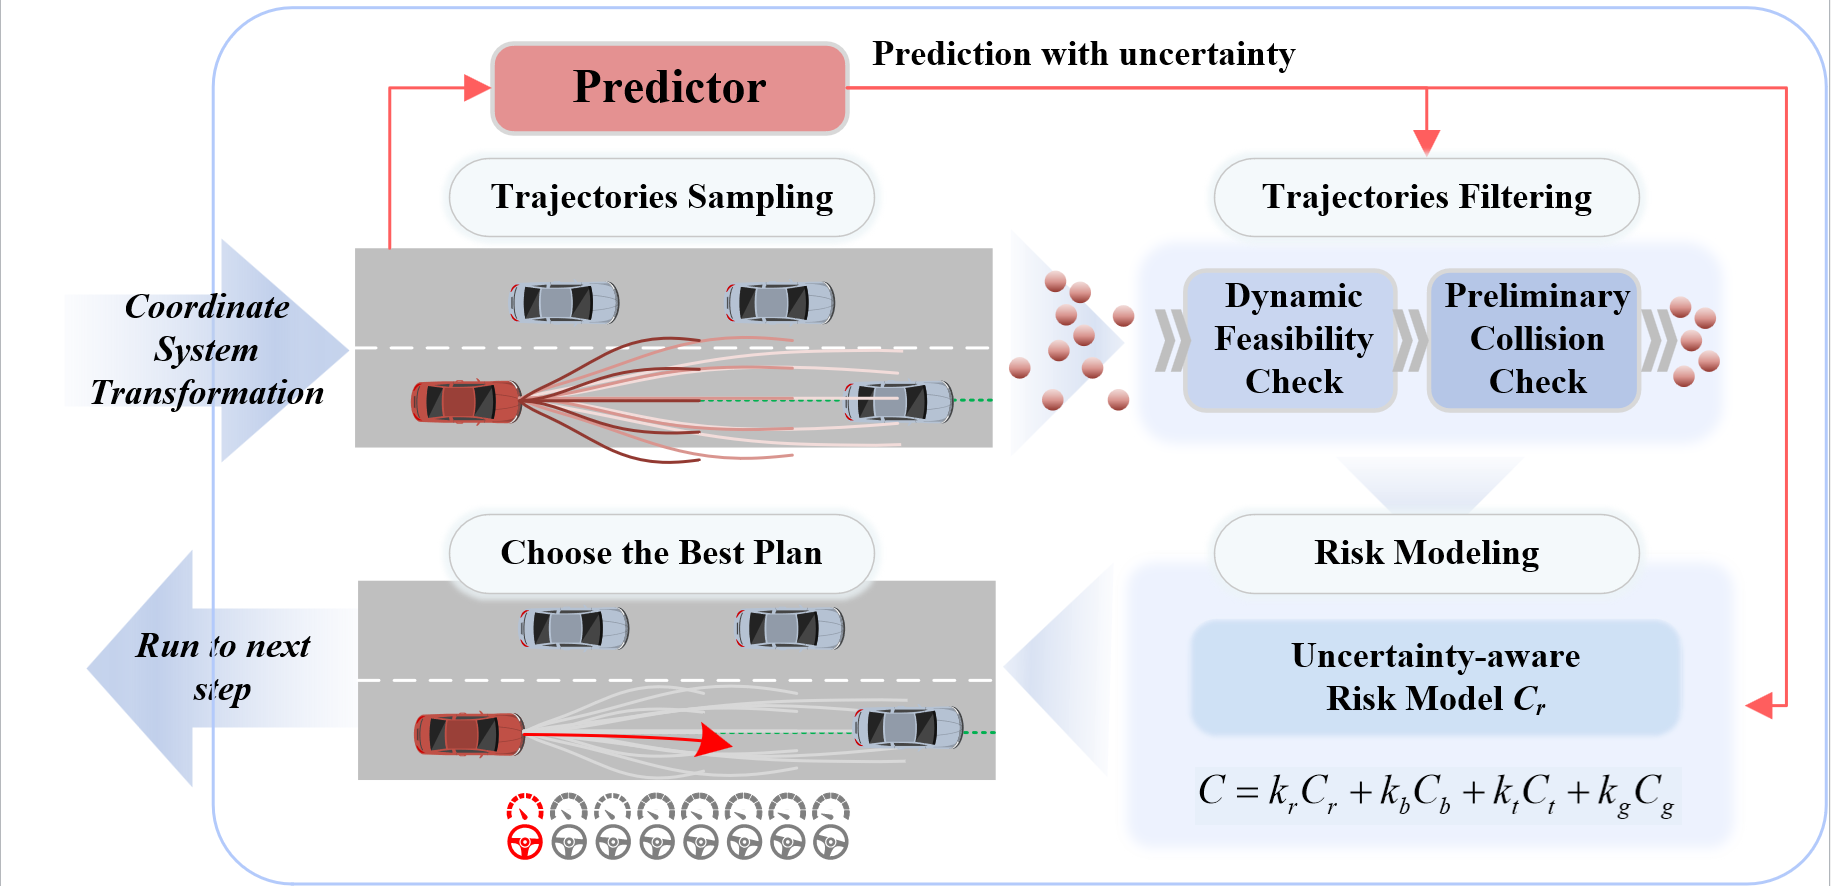 Prediction with uncertainty
Predictor
Trajectories Sampling
Trajectories Filtering
Coordinate
System
Transformation
Dynamic
Feasibility
Check
Preliminary
Collision
Check
Choose the Best Plan
Risk Modeling
Run to next
step
Uncertainty-aware
Risk Model C_r
C = k_r C_r + k_b C_b + k_t C_t + k_g C_g